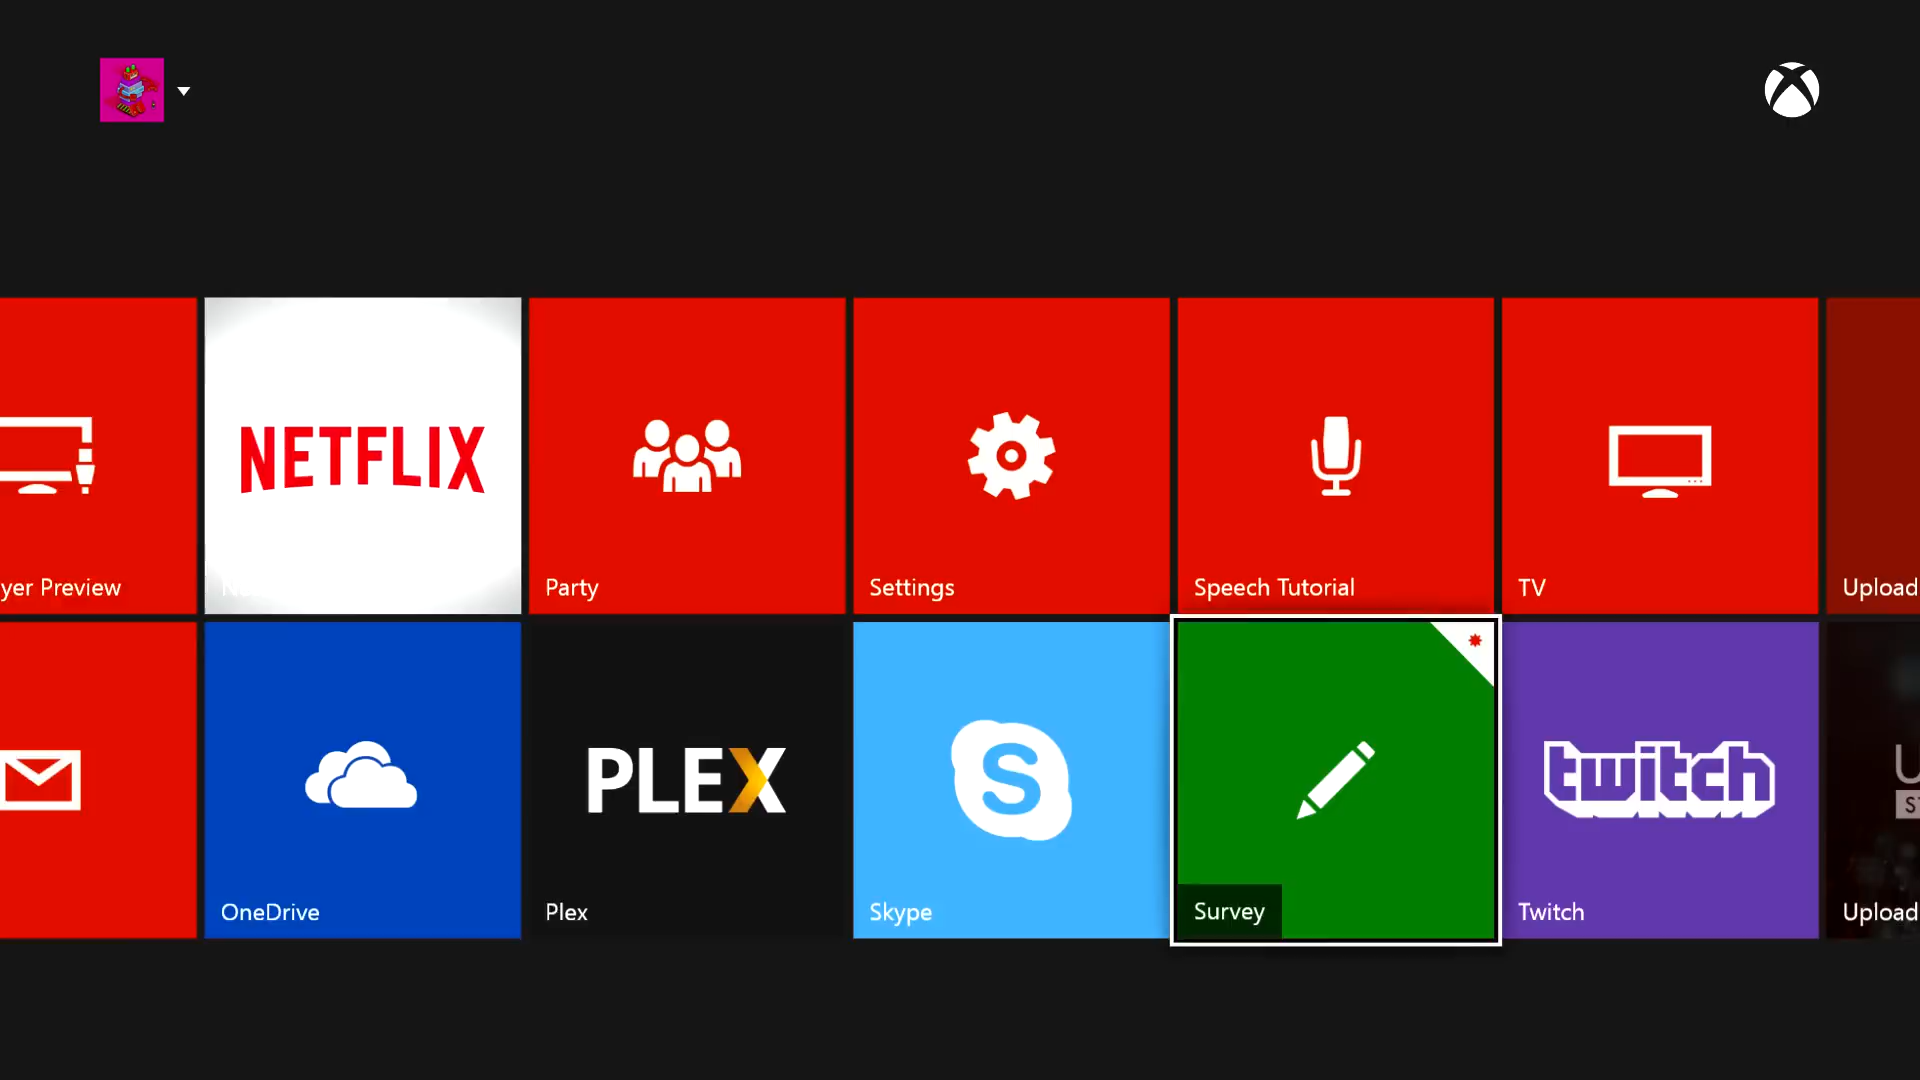 NETFLIX
yer Preview
Party
Settings
Speech Tutorial
TV
Upload
PLEX
S
twitch
OneDrive
Plex
Skype
Survey
Twitch
Upload